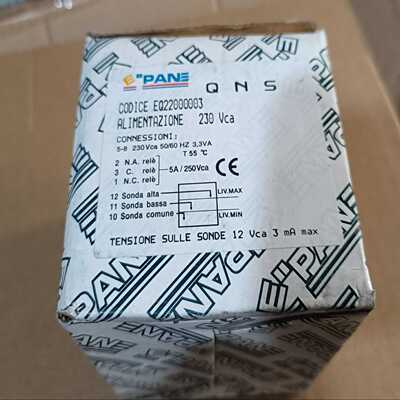 E"PANE QNS
CODICE EQ22000003
ALIMENTAZIONE 230 Vca
CONNESSIONI:
5-8 230 Vca 50/60 HZ 3,3VA
T 55 °C
2 N.A. relè
3 C. relè 5A/250Vca CE
1 N.C. relè
12 Sonda alta LIV.MAX
11 Sonda bassa
10 Sonda comune LIV.MIN
TENSIONE SULLE SONDE 12 Vca 3 mA max
E"PANE